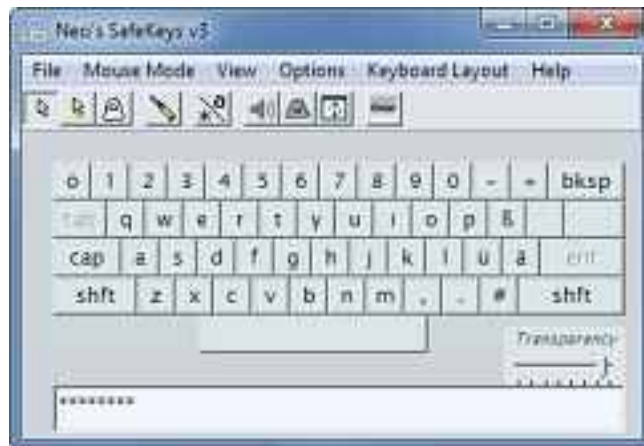 Neo's SafeKeys v3
File Mouse Mode View Options Keyboard Layout Help
ö 1 2 3 4 5 6 7 8 9 0 - = bksp
tab q w e r t y u i o p ß
cap a s d f g h j k l ü ä ent
shft z x c v b n m , . # shft
Transparency
********